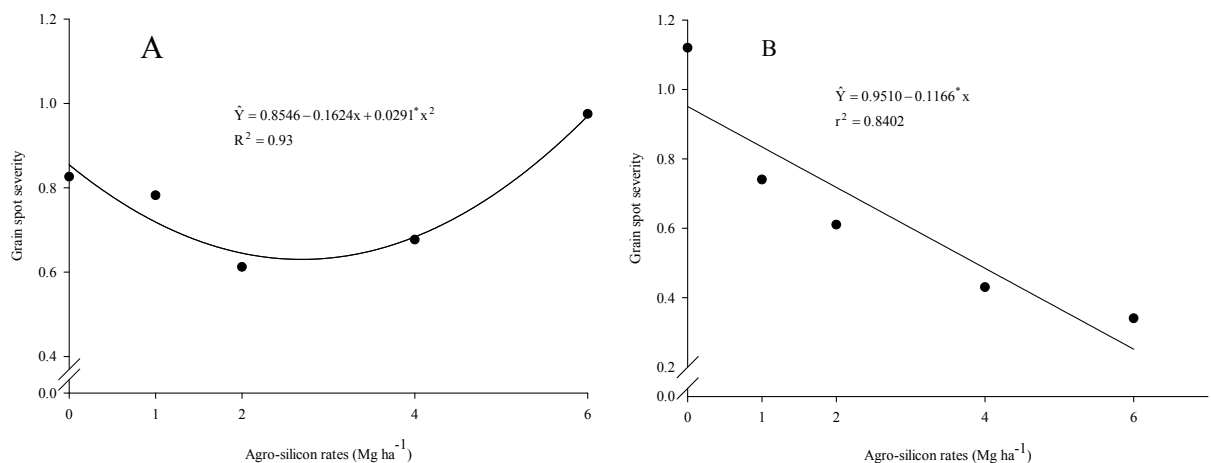 A
Ŷ = 0.8546 − 0.1624x + 0.0291* x²
R² = 0.93
1.2
1.0
0.8
0.6
0.4
0.0
Grain spot severity
0 1 2 4 6
Agro-silicon rates (Mg ha⁻¹)
B
Ŷ = 0.9510 − 0.1166* x
r² = 0.8402
1.2
1.0
0.8
0.6
0.4
0.2
0.0
Grain spot severity
0 1 2 4 6
Agro-silicon rates (Mg ha⁻¹)